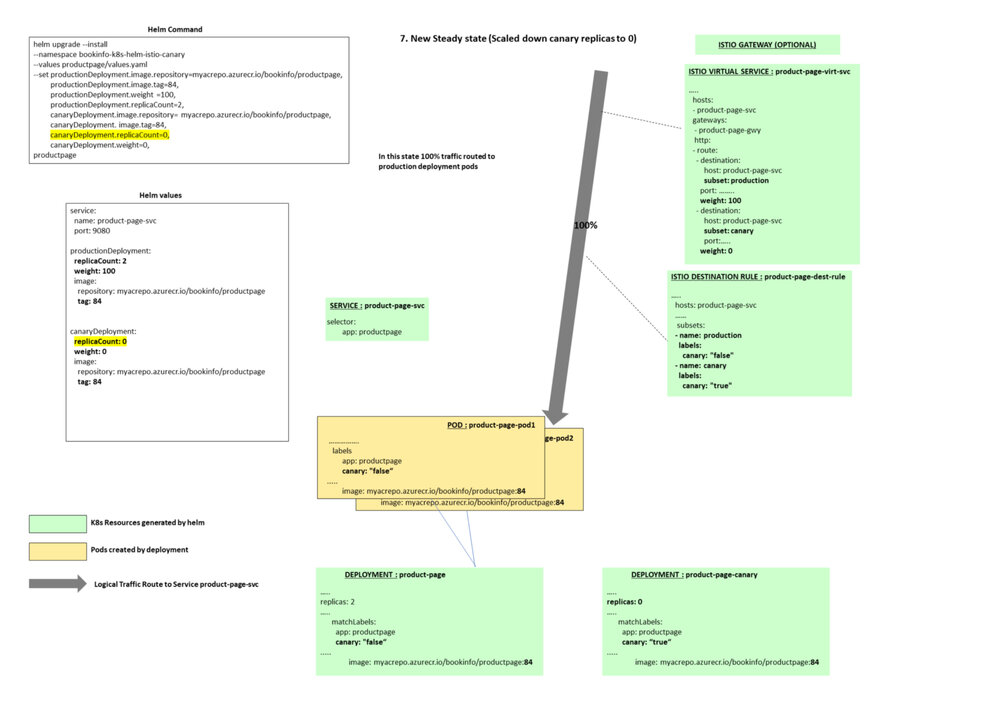 Helm Command
helm upgrade --install
--namespace bookinfo-k8s-helm-istio-canary
--values productpage/values.yaml
--set productionDeployment.image.repository=myacrepo.azurecr.io/bookinfo/productpage,
productionDeployment.image.tag=84,
productionDeployment.weight =100,
productionDeployment.replicaCount=2,
canaryDeployment.image.repository= myacrepo.azurecr.io/bookinfo/productpage,
canaryDeployment. image.tag=84,
canaryDeployment.replicaCount=0,
canaryDeployment.weight=0,
productpage
7. New Steady state (Scaled down canary replicas to 0)
In this state 100% traffic routed to
production deployment pods
100%
ISTIO GATEWAY (OPTIONAL)
ISTIO VIRTUAL SERVICE : product-page-virt-svc
.....
hosts:
- product-page-svc
gateways:
- product-page-gwy
http:
- route:
- destination:
host: product-page-svc
subset: production
port: ........
weight: 100
- destination:
host: product-page-svc
subset: canary
port:.....
weight: 0
ISTIO DESTINATION RULE : product-page-dest-rule
.....
hosts: product-page-svc
......
subsets:
- name: production
labels:
canary: "false"
- name: canary
labels:
canary: "true"
Helm values
service:
name: product-page-svc
port: 9080
productionDeployment:
replicaCount: 2
weight: 100
image:
repository: myacrepo.azurecr.io/bookinfo/productpage
tag: 84
canaryDeployment:
replicaCount: 0
weight: 0
image:
repository: myacrepo.azurecr.io/bookinfo/productpage
tag: 84
SERVICE : product-page-svc
selector:
app: productpage
POD : product-page-pod1
...............
labels
app: productpage
canary: "false“
.....
image: myacrepo.azurecr.io/bookinfo/productpage:84
ge-pod2
image: myacrepo.azurecr.io/bookinfo/productpage:84
K8s Resources generated by helm
Pods created by deployment
Logical Traffic Route to Service product-page-svc
DEPLOYMENT : product-page
.....
replicas: 2
.....
matchLabels:
app: productpage
canary: "false“
.....
image: myacrepo.azurecr.io/bookinfo/productpage:84
DEPLOYMENT : product-page-canary
.....
replicas: 0
.....
matchLabels:
app: productpage
canary: “true“
.....
image: myacrepo.azurecr.io/bookinfo/productpage:84